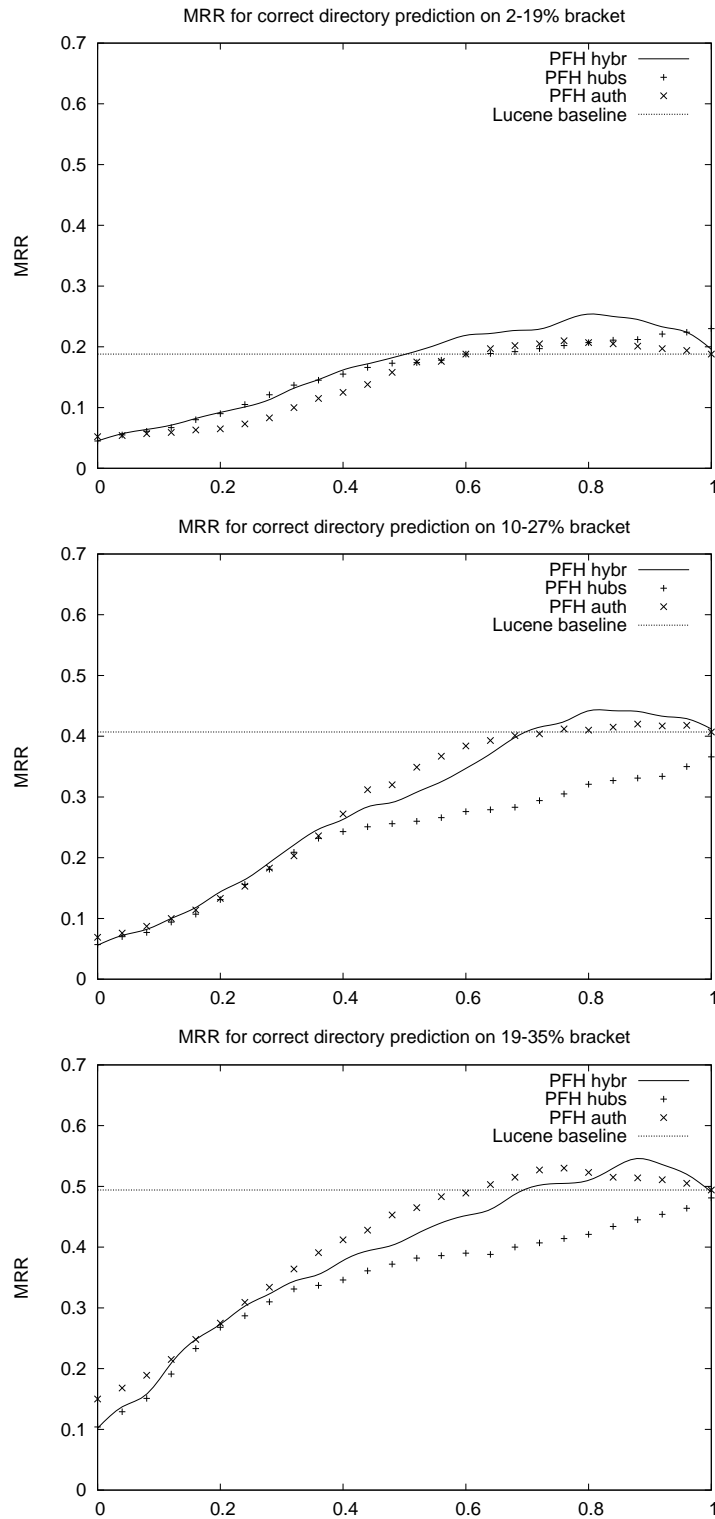 MRR for correct directory prediction on 2-19% bracket
0.7
PFH hybr
PFH hubs
0.6
PFH auth
Lucene baseline
0.5
0.4
MRR
0.3
0.2
0.1
0
0 0.2 0.4 0.6 0.8 1
MRR for correct directory prediction on 10-27% bracket
0.7
PFH hybr
PFH hubs
0.6
PFH auth
Lucene baseline
0.5
0.4
MRR
0.3
0.2
0.1
0
0 0.2 0.4 0.6 0.8 1
MRR for correct directory prediction on 19-35% bracket
0.7
PFH hybr
PFH hubs
0.6
PFH auth
Lucene baseline
0.5
0.4
MRR
0.3
0.2
0.1
0
0 0.2 0.4 0.6 0.8 1